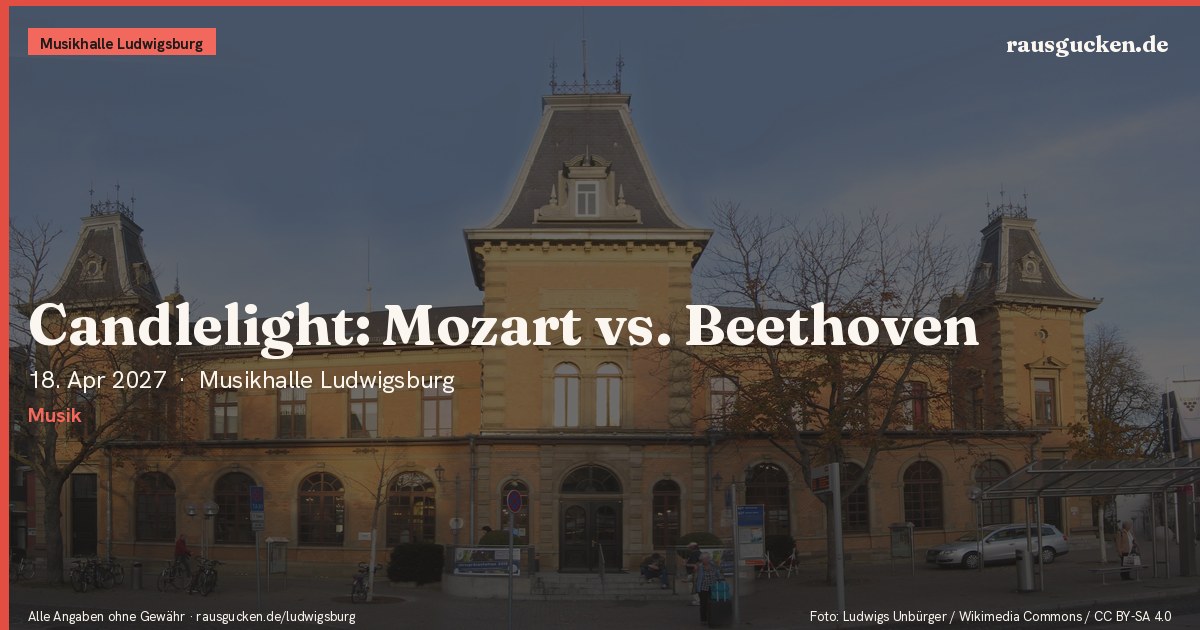 Musikhalle Ludwigsburg
rausgucken.de
Candlelight: Mozart vs. Beethoven
18. Apr 2027 · Musikhalle Ludwigsburg
Musik
Alle Angaben ohne Gewähr · rausgucken.de/ludwigsburg
Foto: Ludwigs Unbürger / Wikimedia Commons / CC BY-SA 4.0